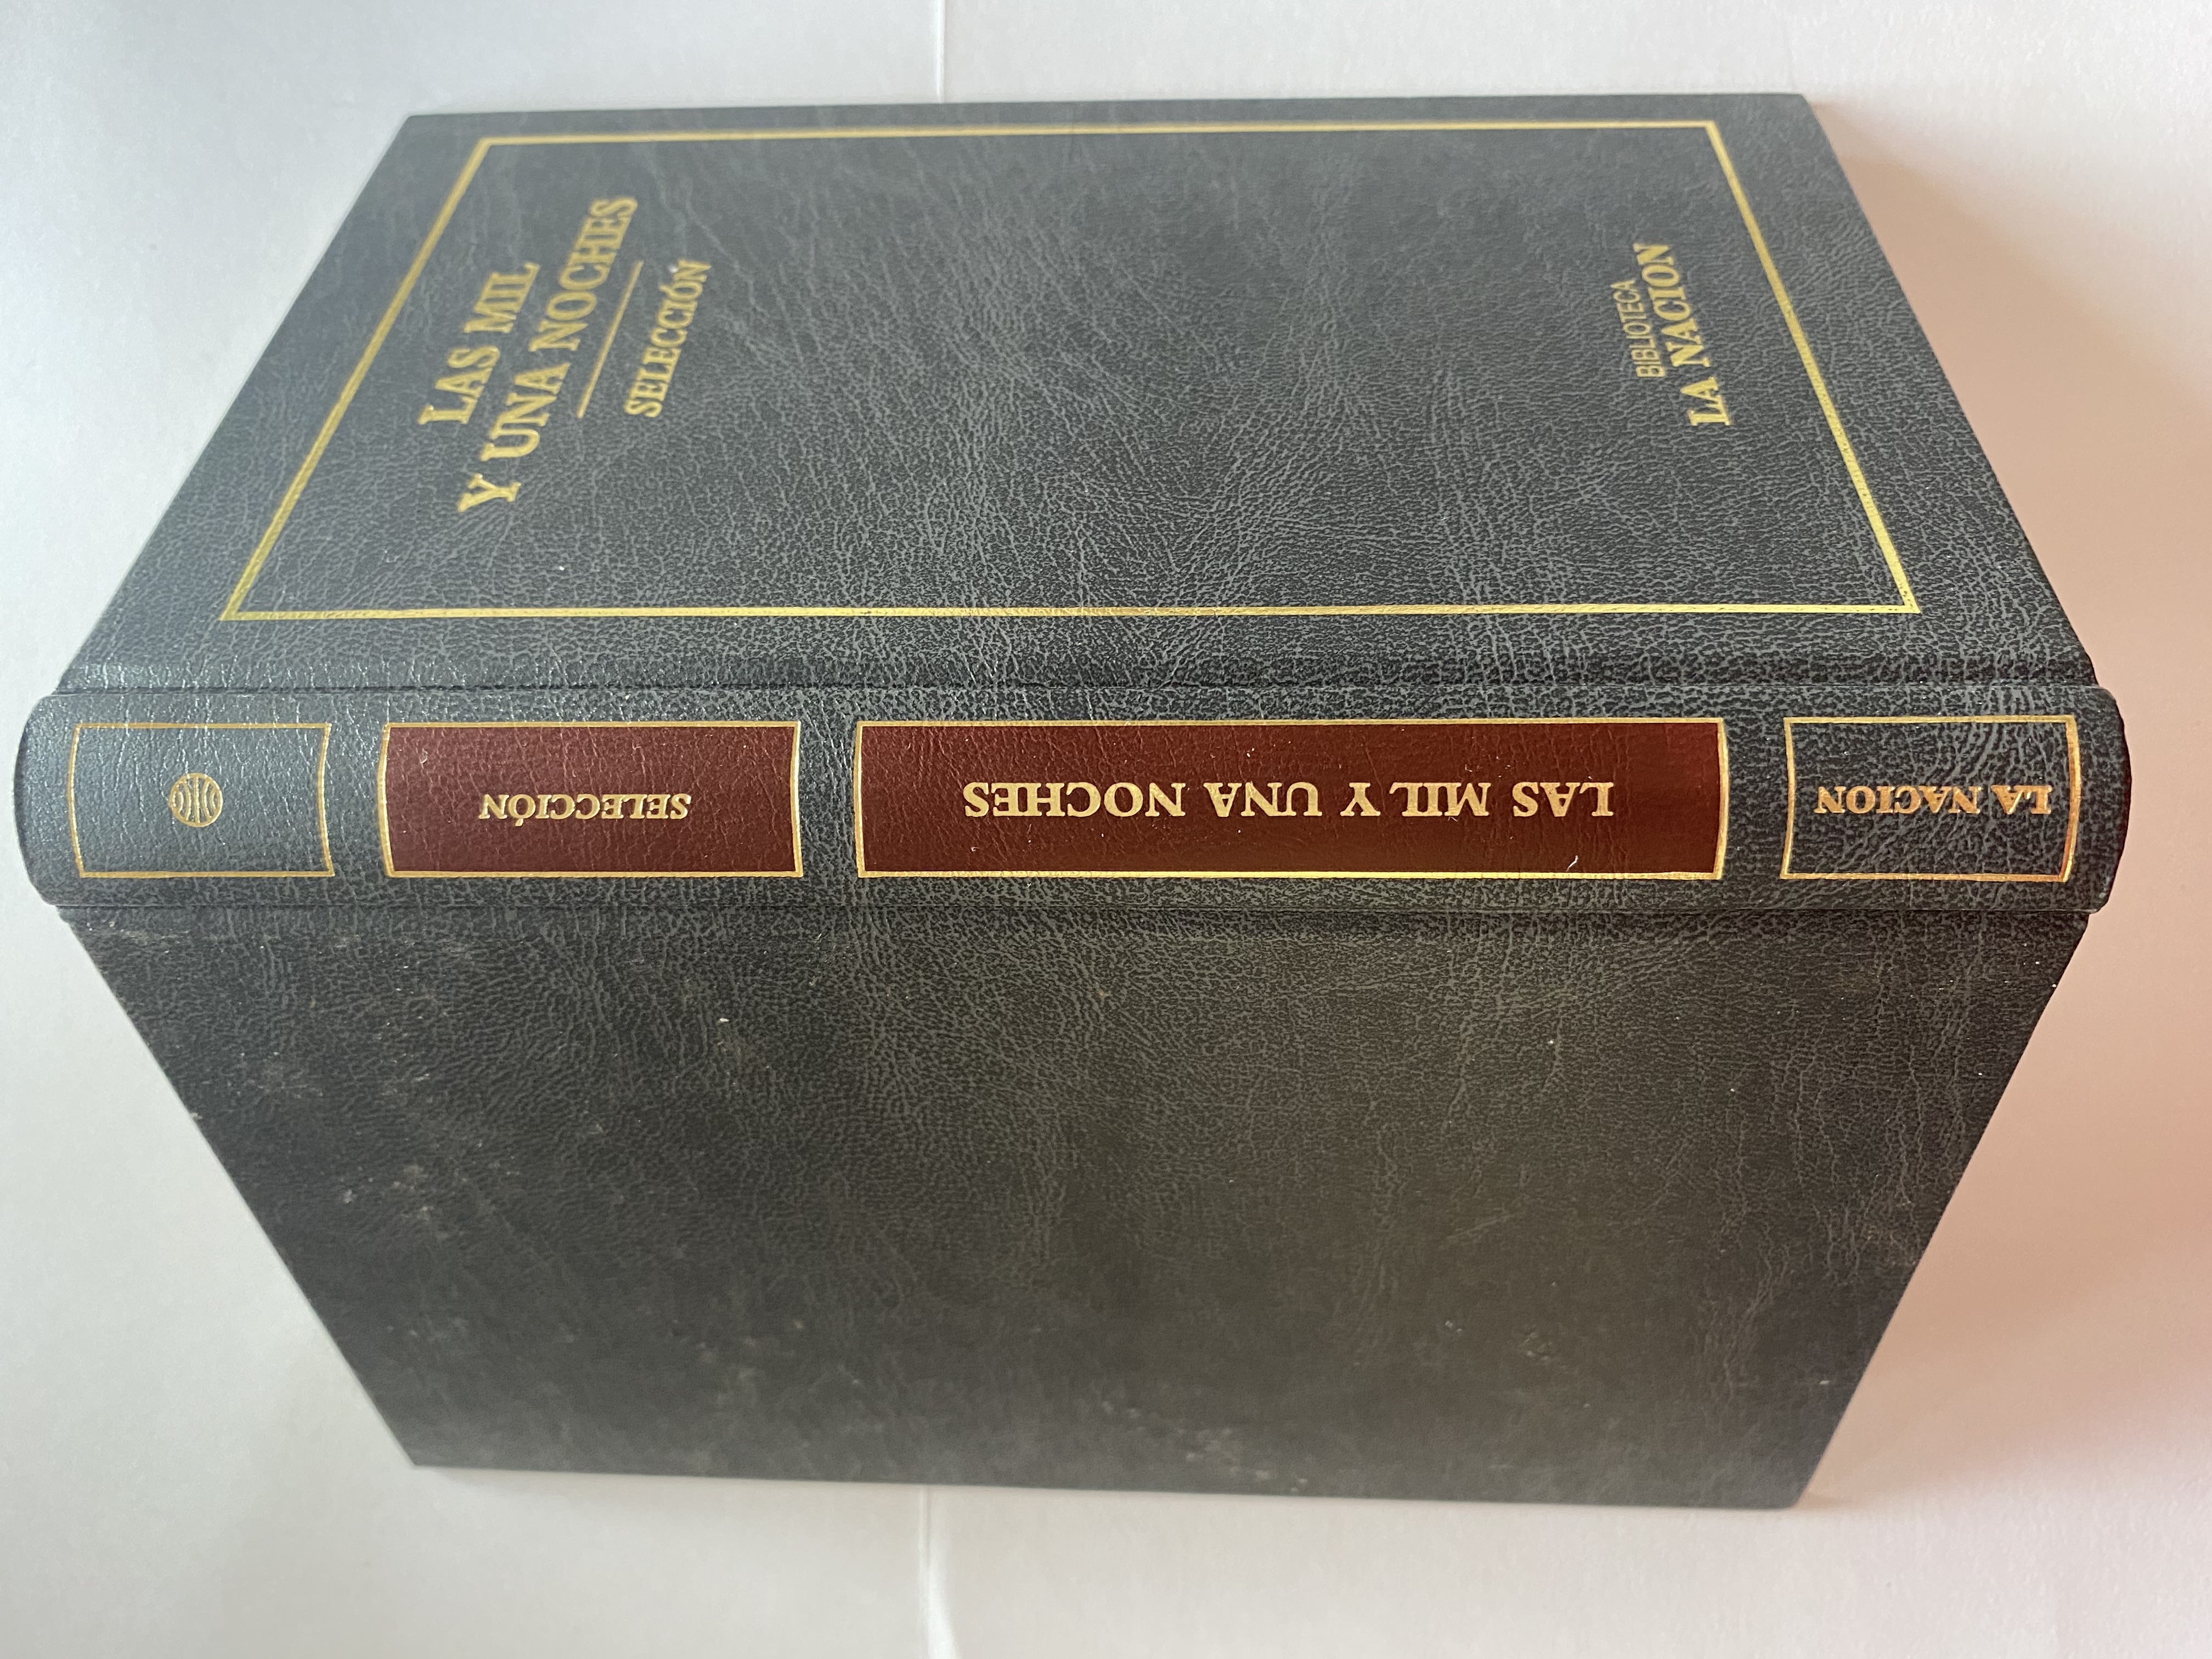 SELECCIÓN
LAS MIL Y UNA NOCHES
LA NACION
LAS MIL
Y UNA NOCHES
SELECCIÓN
BIBLIOTECA
LA NACION